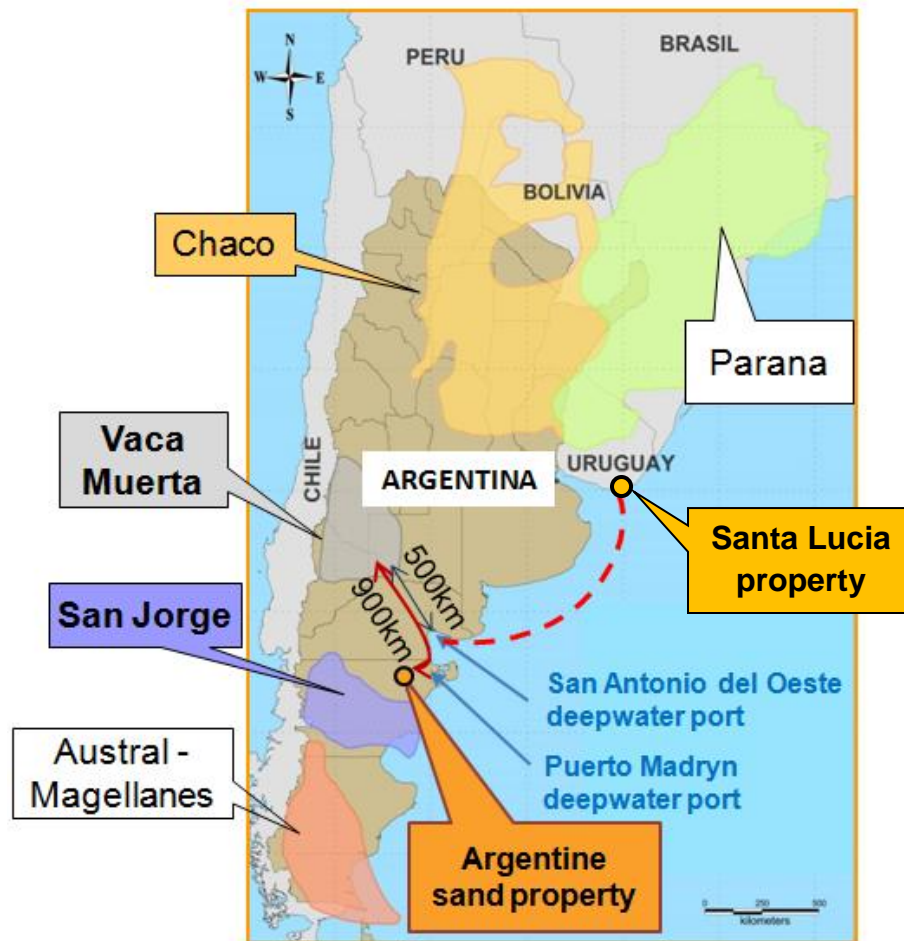 N
W E
S
PERU
BRASIL
BOLIVIA
Chaco
Parana
Vaca
Muerta
CHILE
ARGENTINA
URUGUAY
Santa Lucia
property
500km
900km
San Jorge
San Antonio del Oeste
deepwater port
Puerto Madryn
deepwater port
Austral -
Magellanes
Argentine
sand property
0 250 500
kilometers